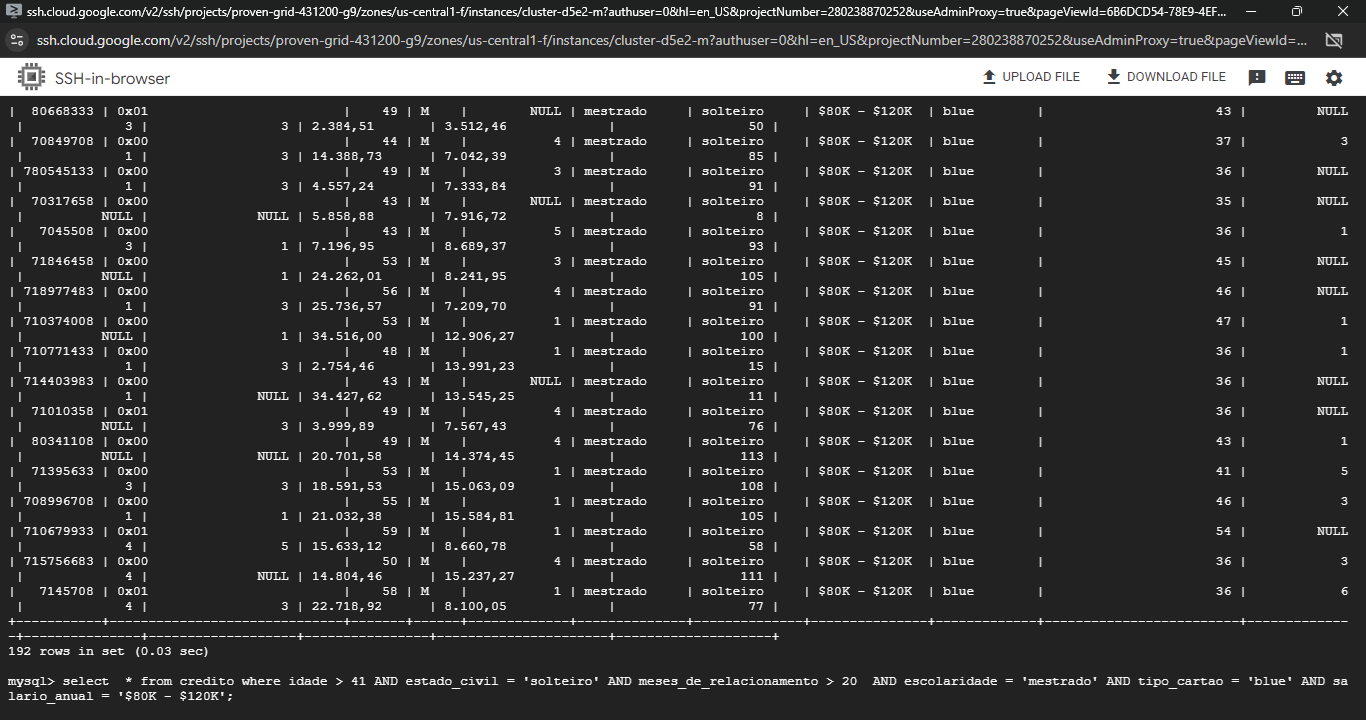 ssh.cloud.google.com/v2/ssh/projects/proven-grid-431200-g9/zones/us-central1-f/instances/cluster-d5e2-m?authuser=0&hl=en_US&projectNumber=280238870252&useAdminProxy=true&pageViewId=6B6DCD54-78E9-4EF...
ssh.cloud.google.com/v2/ssh/projects/proven-grid-431200-g9/zones/us-central1-f/instances/cluster-d5e2-m?authuser=0&hl=en_US&projectNumber=280238870252&useAdminProxy=true&pageViewId=...
SSH-in-browser UPLOAD FILE DOWNLOAD FILE
| 80668333 | 0x01 | 49 | M | NULL | mestrado | solteiro | $80K - $120K | blue | 43 | NULL
| 3 | 3 | 2.384,51 | 3.512,46 | 50 |
| 70849708 | 0x00 | 44 | M | 4 | mestrado | solteiro | $80K - $120K | blue | 37 | 3
| 1 | 3 | 14.388,73 | 7.042,39 | 85 |
| 780545133 | 0x00 | 49 | M | 3 | mestrado | solteiro | $80K - $120K | blue | 36 | NULL
| 1 | 3 | 4.557,24 | 7.333,84 | 91 |
| 70317658 | 0x00 | 43 | M | NULL | mestrado | solteiro | $80K - $120K | blue | 35 | NULL
| NULL | NULL | 5.858,88 | 7.916,72 | 8 |
| 7045508 | 0x00 | 43 | M | 5 | mestrado | solteiro | $80K - $120K | blue | 36 | 1
| 3 | 1 | 7.196,95 | 8.689,37 | 93 |
| 71846458 | 0x00 | 53 | M | 3 | mestrado | solteiro | $80K - $120K | blue | 45 | NULL
| NULL | 1 | 24.262,01 | 8.241,95 | 105 |
| 718977483 | 0x00 | 56 | M | 4 | mestrado | solteiro | $80K - $120K | blue | 46 | NULL
| 1 | 3 | 25.736,57 | 7.209,70 | 91 |
| 710374008 | 0x00 | 53 | M | 1 | mestrado | solteiro | $80K - $120K | blue | 47 | 1
| NULL | 1 | 34.516,00 | 12.906,27 | 100 |
| 710771433 | 0x00 | 48 | M | 1 | mestrado | solteiro | $80K - $120K | blue | 36 | 1
| 1 | 3 | 2.754,46 | 13.991,23 | 15 |
| 714403983 | 0x00 | 43 | M | NULL | mestrado | solteiro | $80K - $120K | blue | 36 | NULL
| 1 | NULL | 34.427,62 | 13.545,25 | 11 |
| 71010358 | 0x01 | 49 | M | 4 | mestrado | solteiro | $80K - $120K | blue | 36 | NULL
| NULL | 3 | 3.999,89 | 7.567,43 | 76 |
| 80341108 | 0x00 | 49 | M | 4 | mestrado | solteiro | $80K - $120K | blue | 43 | 1
| NULL | NULL | 20.701,58 | 14.374,45 | 113 |
| 71395633 | 0x00 | 53 | M | 1 | mestrado | solteiro | $80K - $120K | blue | 41 | 5
| 3 | 3 | 18.591,53 | 15.063,09 | 108 |
| 708996708 | 0x00 | 55 | M | 1 | mestrado | solteiro | $80K - $120K | blue | 46 | 3
| 1 | 1 | 21.032,38 | 15.584,81 | 105 |
| 710679933 | 0x01 | 59 | M | 1 | mestrado | solteiro | $80K - $120K | blue | 54 | NULL
| 4 | 5 | 15.633,12 | 8.660,78 | 58 |
| 715756683 | 0x00 | 50 | M | 4 | mestrado | solteiro | $80K - $120K | blue | 36 | 3
| 4 | NULL | 14.804,46 | 15.237,27 | 111 |
| 7145708 | 0x01 | 58 | M | 1 | mestrado | solteiro | $80K - $120K | blue | 36 | 6
| 4 | 3 | 22.718,92 | 8.100,05 | 77 |
192 rows in set (0.03 sec)
mysql> select * from credito where idade > 41 AND estado_civil = 'solteiro' AND meses_de_relacionamento > 20 AND escolaridade = 'mestrado' AND tipo_cartao = 'blue' AND sa
lario_anual = '$80K - $120K';